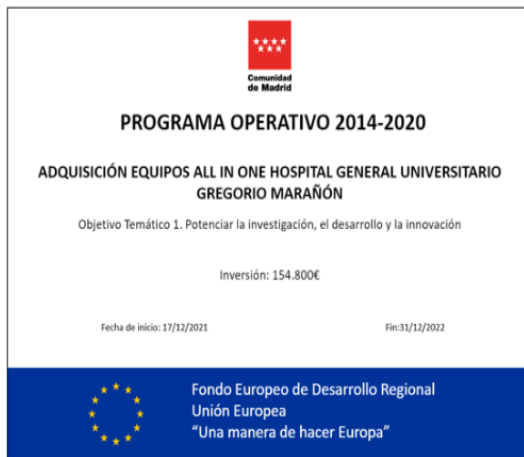 Comunidad
de Madrid
PROGRAMA OPERATIVO 2014-2020
ADQUISICIÓN EQUIPOS ALL IN ONE HOSPITAL GENERAL UNIVERSITARIO
GREGORIO MARAÑÓN
Objetivo Temático 1. Potenciar la investigación, el desarrollo y la innovación
Inversión: 154.800€
Fecha de inicio: 17/12/2021
Fin:31/12/2022
Fondo Europeo de Desarrollo Regional
Unión Europea
“Una manera de hacer Europa”